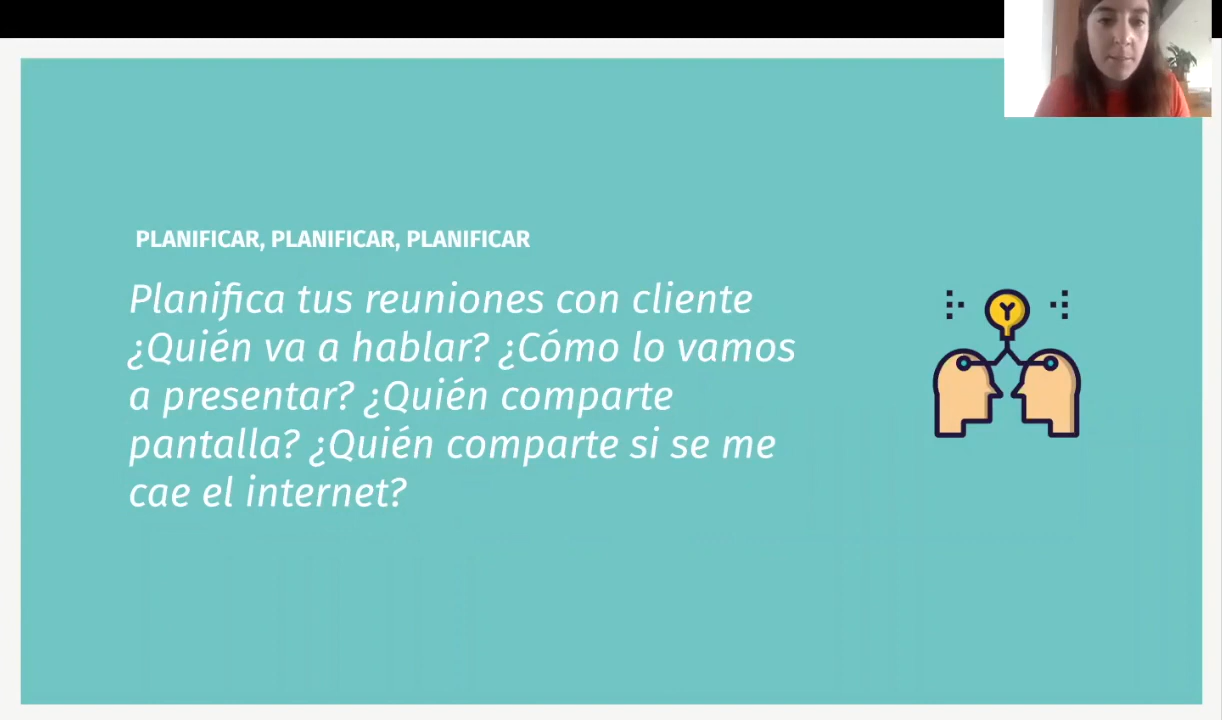 PLANIFICAR, PLANIFICAR, PLANIFICAR
Planifica tus reuniones con cliente
¿Quién va a hablar? ¿Cómo lo vamos
a presentar? ¿Quién comparte
pantalla? ¿Quién comparte si se me
cae el internet?